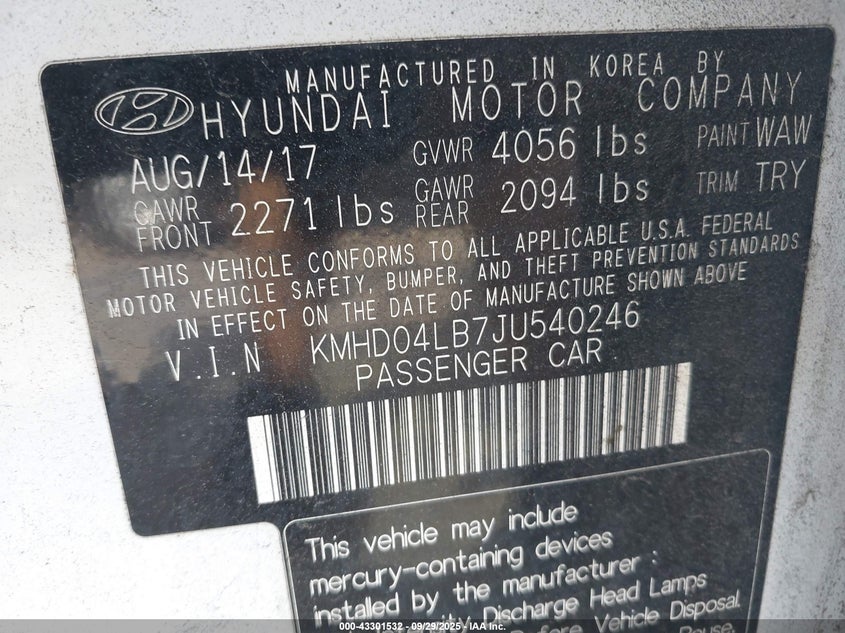 MANUFACTURED IN KOREA BY
HYUNDAI MOTOR COMPANY
AUG/14/17 GVWR 4056 lbs PAINT WAW
GAWR FRONT 2271 lbs GAWR REAR 2094 lbs TRIM TRY
THIS VEHICLE CONFORMS TO ALL APPLICABLE U.S.A. FEDERAL
MOTOR VEHICLE SAFETY, BUMPER, AND THEFT PREVENTION STANDARDS
IN EFFECT ON THE DATE OF MANUFACTURE SHOWN ABOVE
V.I.N KMHD04LB7JU540246
PASSENGER CAR
This vehicle may include
mercury-containing devices
installed by the manufacturer :
Discharge Head Lamps
Vehicle Disposal.
000-43301532 - 09/29/2025 - IAA Inc.